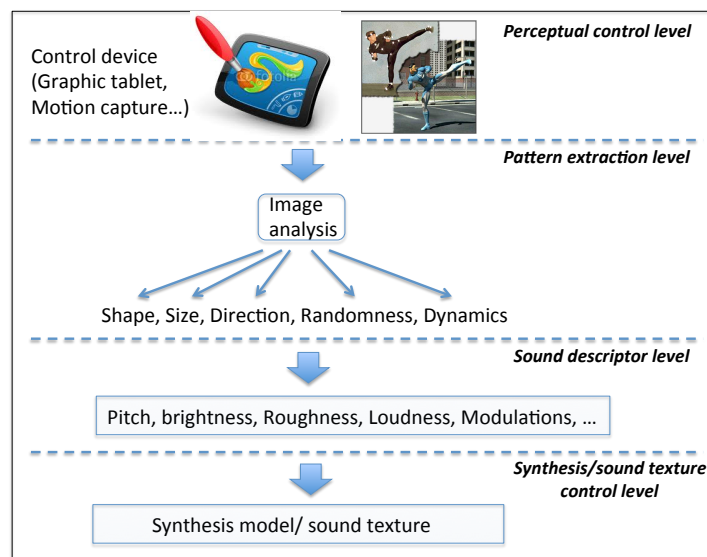 Perceptual control level
Control device
(Graphic tablet,
Motion capture...)
fotolia
Pattern extraction level
Image
analysis
Shape, Size, Direction, Randomness, Dynamics
Sound descriptor level
Pitch, brightness, Roughness, Loudness, Modulations, ...
Synthesis/sound texture
control level
Synthesis model/ sound texture